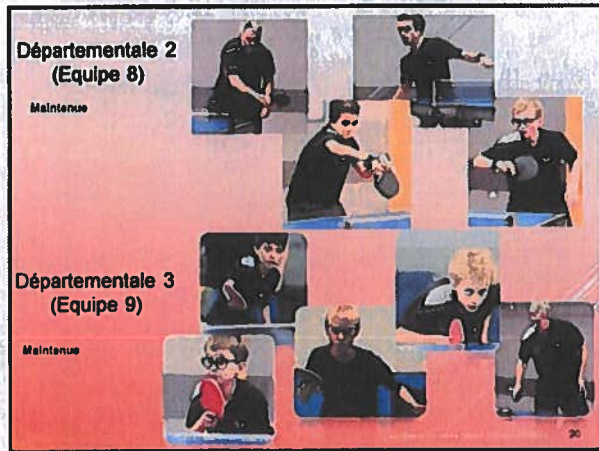 Départementale 2
(Equipe 8)
Maintenue
Départementale 3
(Equipe 9)
Maintenue
20